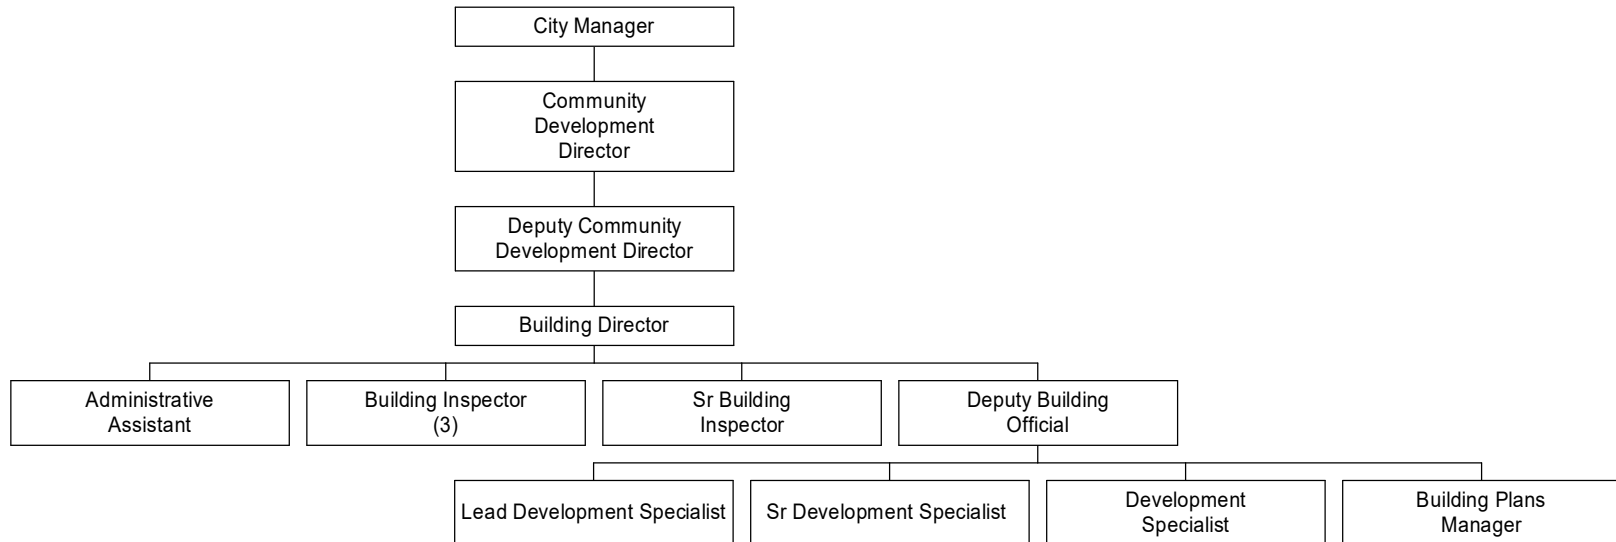 City Manager
Community
Development
Director
Deputy Community
Development Director
Building Director
Administrative
Assistant
Building Inspector
(3)
Sr Building
Inspector
Deputy Building
Official
Lead Development Specialist
Sr Development Specialist
Development
Specialist
Building Plans
Manager